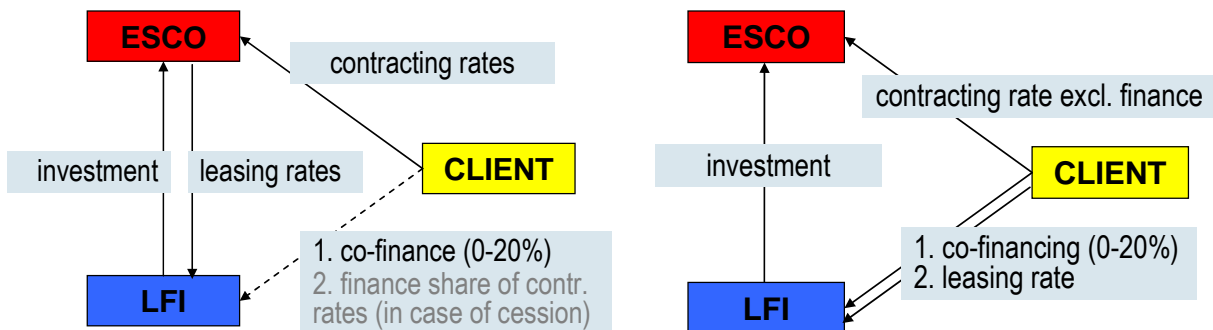 ESCO
contracting rates
investment
leasing rates
CLIENT
1. co-finance (0-20%)
2. finance share of contr.
rates (in case of cession)
LFI
ESCO
contracting rate excl. finance
investment
CLIENT
1. co-financing (0-20%)
2. leasing rate
LFI